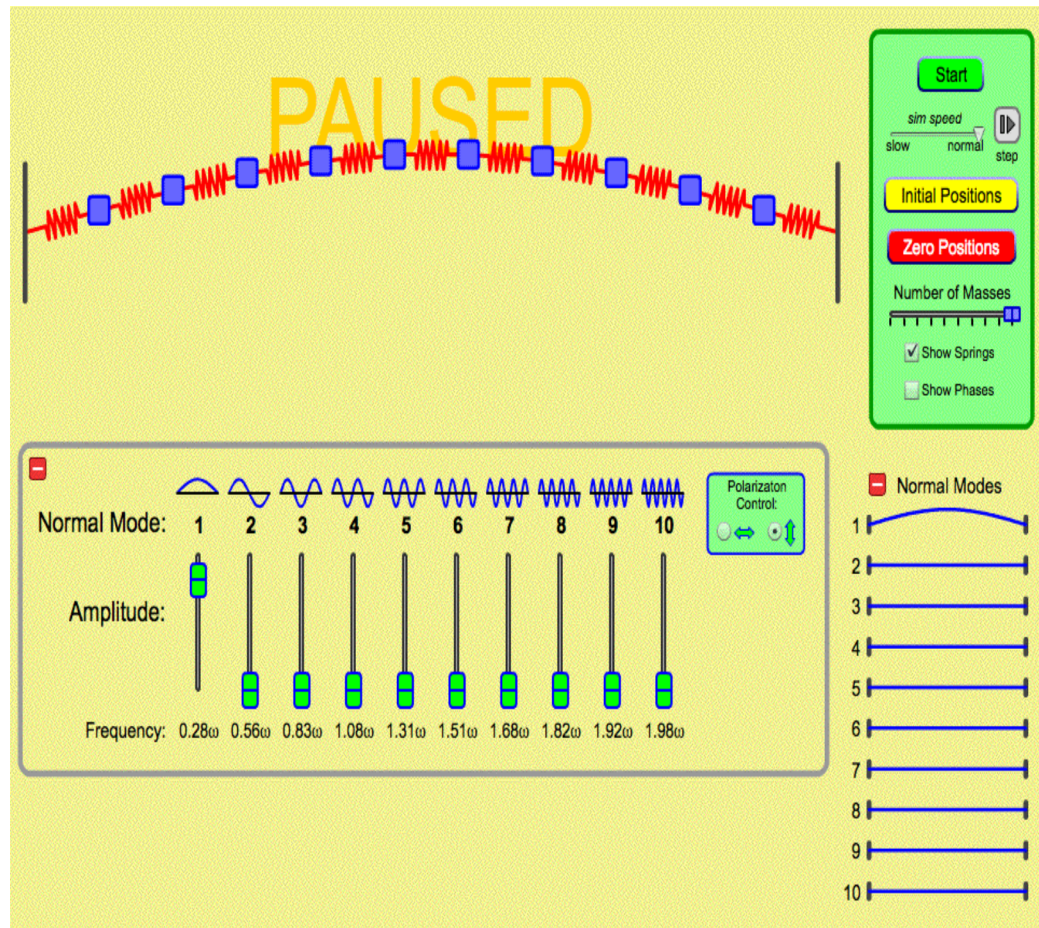 PAUSED
Start
sim speed
slow normal
step
Initial Positions
Zero Positions
Number of Masses
Show Springs
Show Phases
Normal Mode: 1 2 3 4 5 6 7 8 9 10
Polarizaton
Control:
Amplitude:
Frequency: 0.28ω 0.56ω 0.83ω 1.08ω 1.31ω 1.51ω 1.68ω 1.82ω 1.92ω 1.98ω
Normal Modes
1
2
3
4
5
6
7
8
9
10